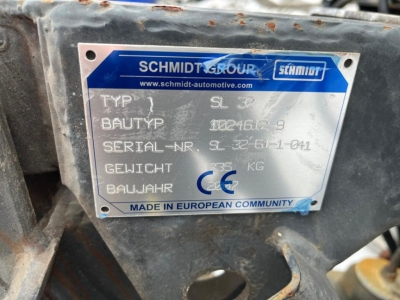 SCHMIDT GROUP SCHMIDT
www.schmidt-automotive.com
TYP SL
BAUTYP
SERIAL-NR.
GEWICHT KG
BAUJAHR CE
MADE IN EUROPEAN COMMUNITY